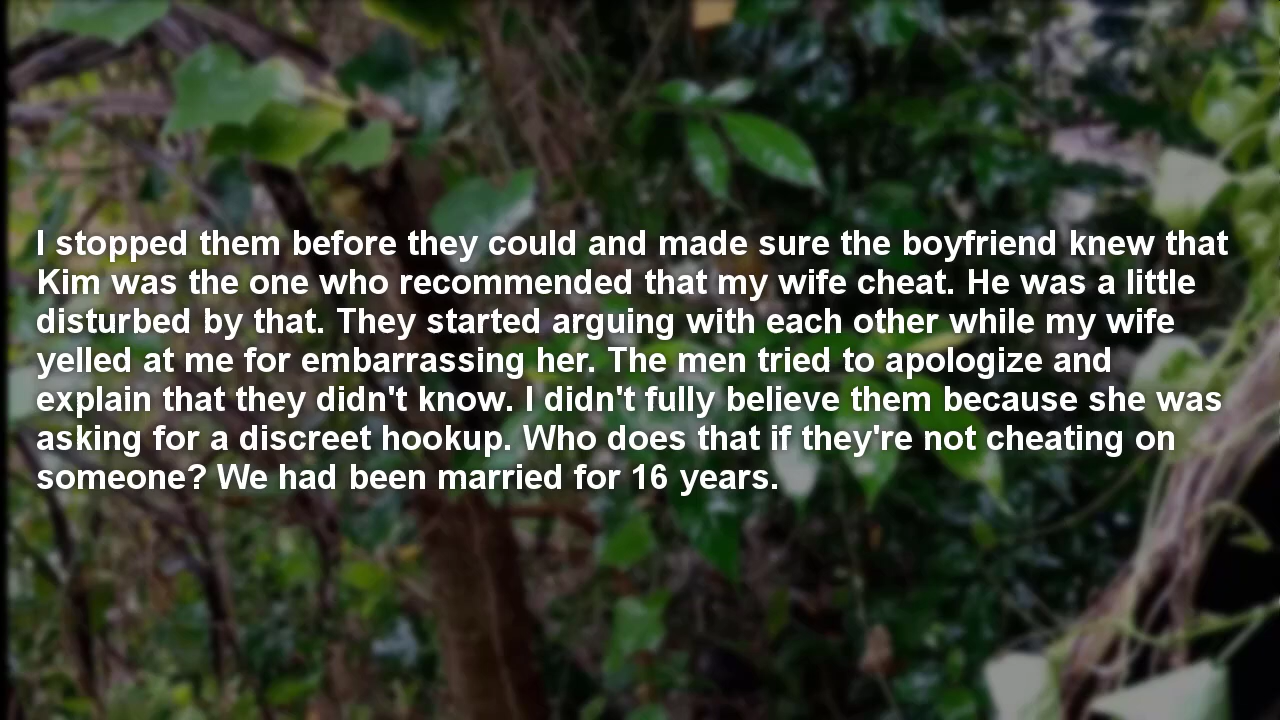 I stopped them before they could and made sure the boyfriend knew that
Kim was the one who recommended that my wife cheat. He was a little
disturbed by that. They started arguing with each other while my wife
yelled at me for embarrassing her. The men tried to apologize and
explain that they didn't know. I didn't fully believe them because she was
asking for a discreet hookup. Who does that if they're not cheating on
someone? We had been married for 16 years.